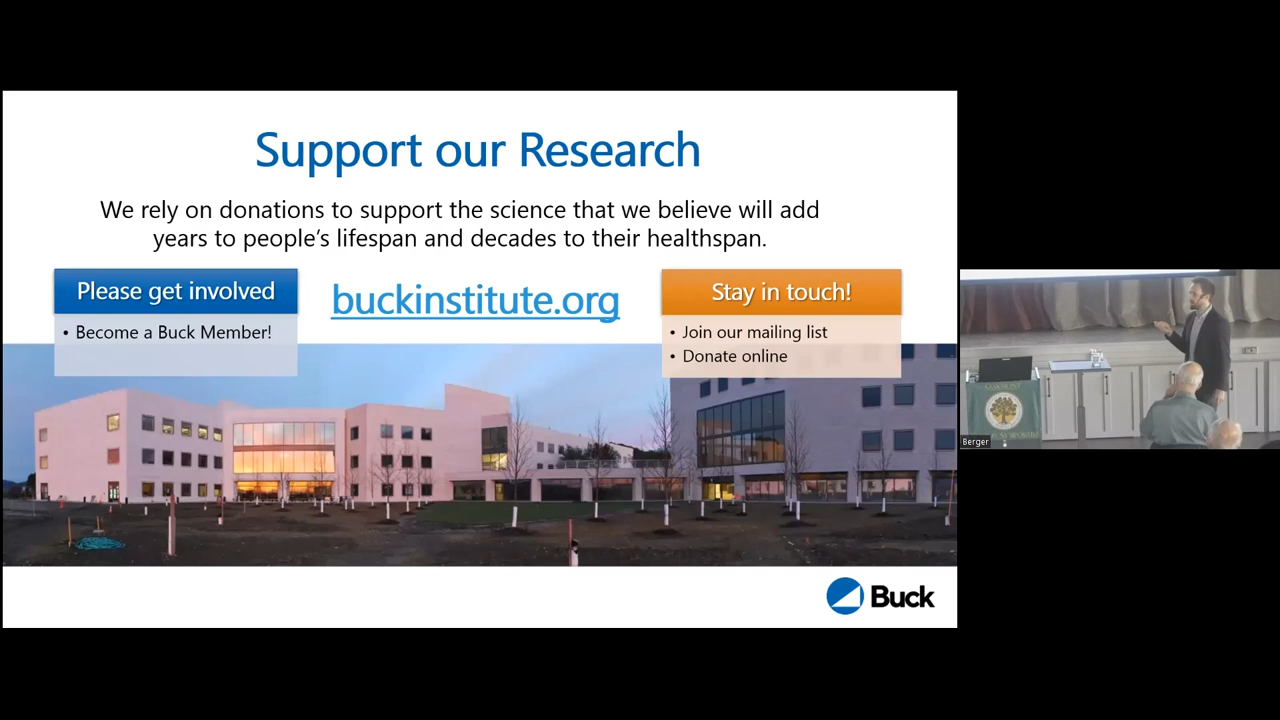 Support our Research
We rely on donations to support the science that we believe will add
years to people's lifespan and decades to their healthspan.
Please get involved
• Become a Buck Member!
buckinstitute.org
Stay in touch!
• Join our mailing list
• Donate online
Buck
Berger